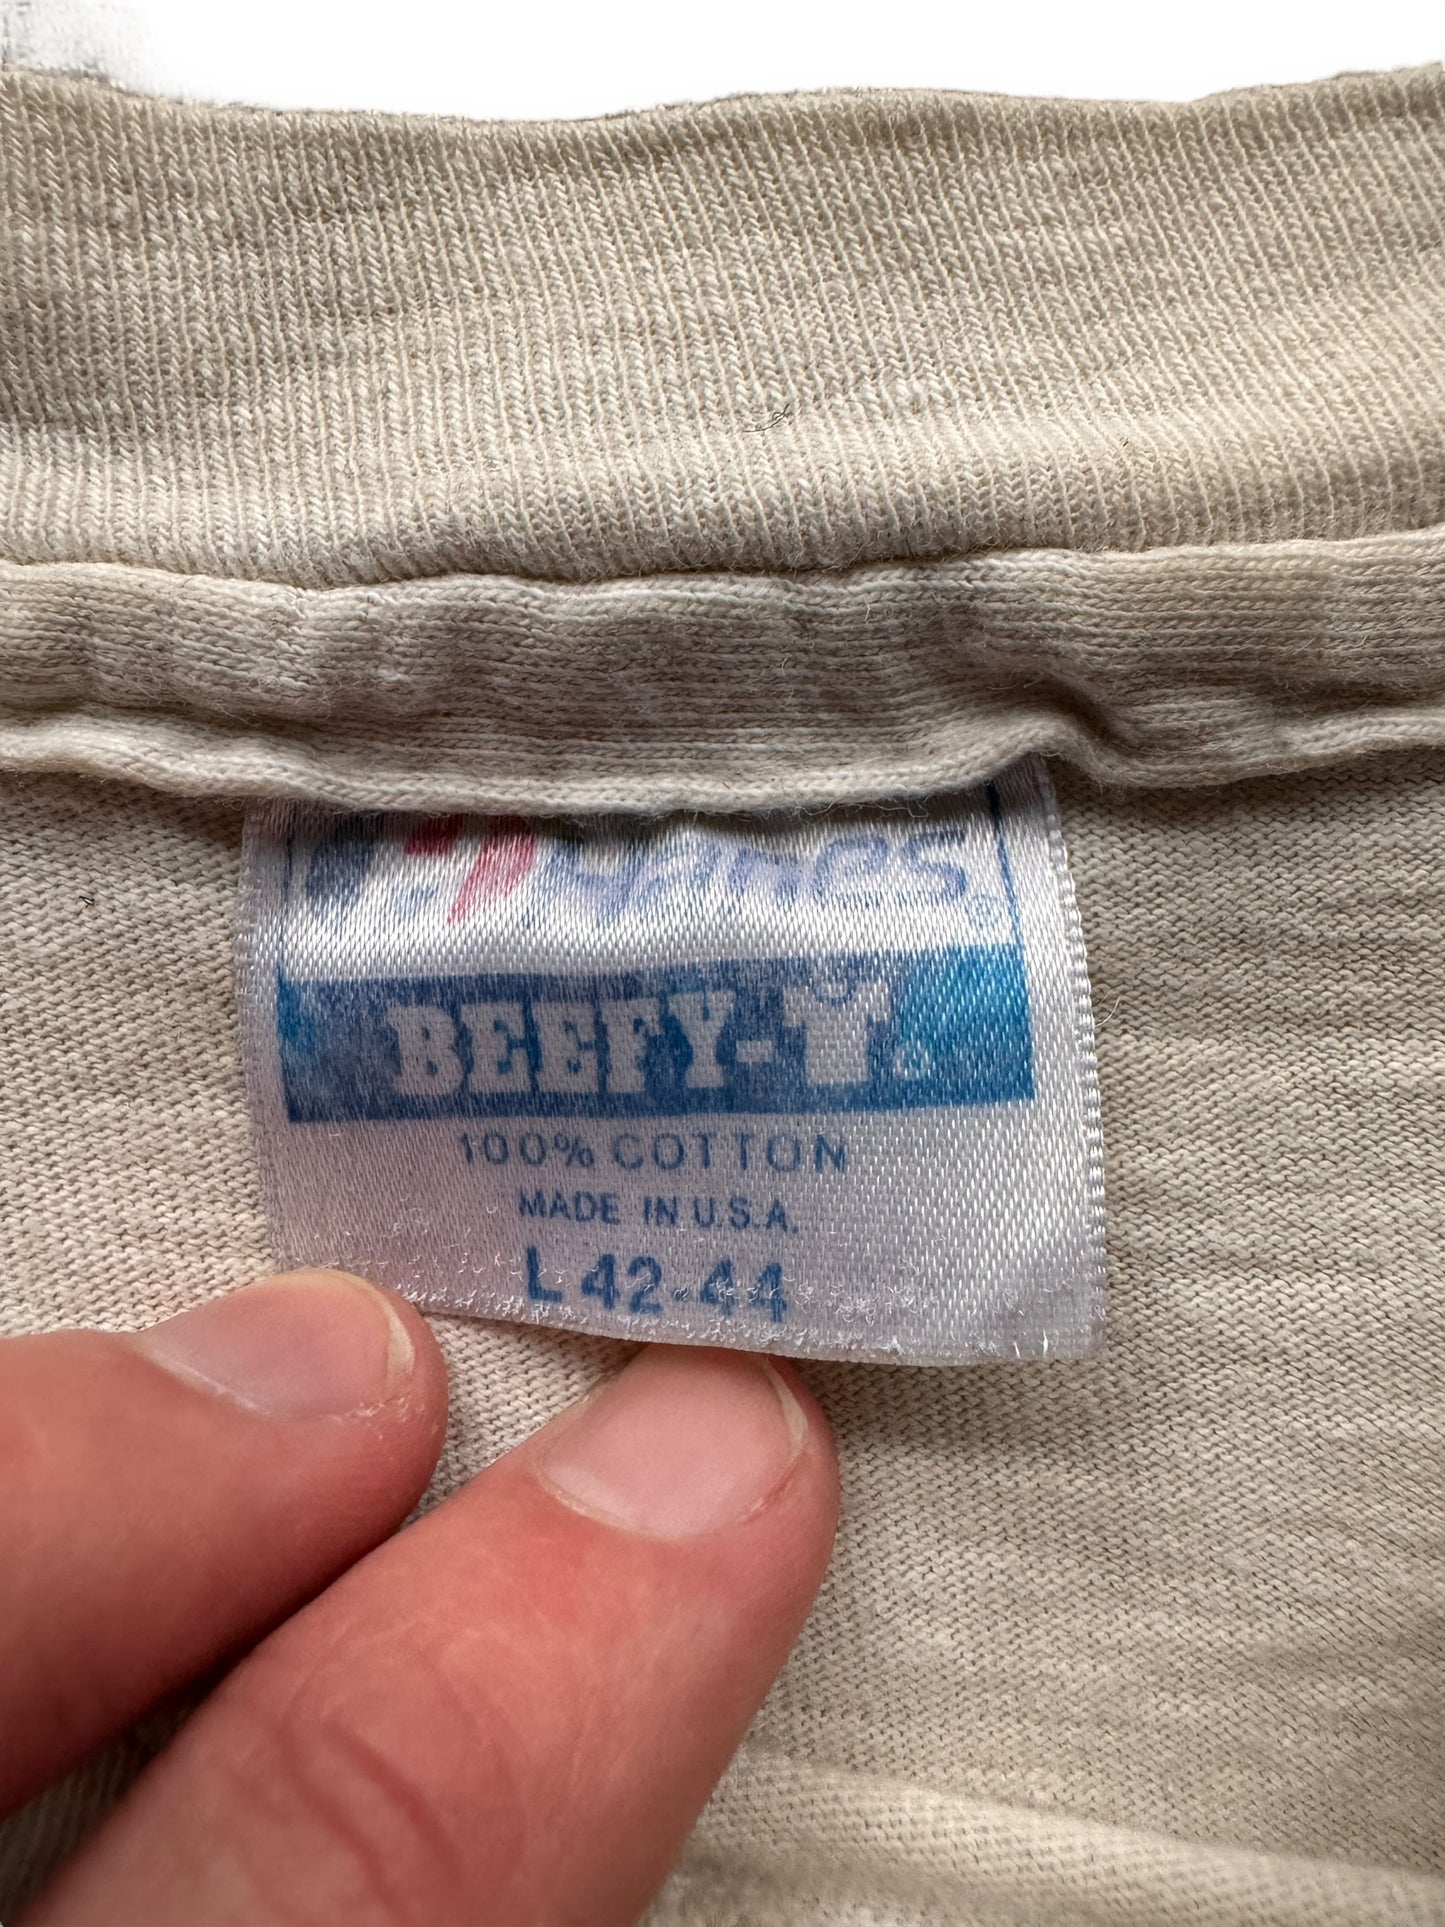 Hanes®
BEEFY-T®
100% COTTON
MADE IN U.S.A.
L 42-44